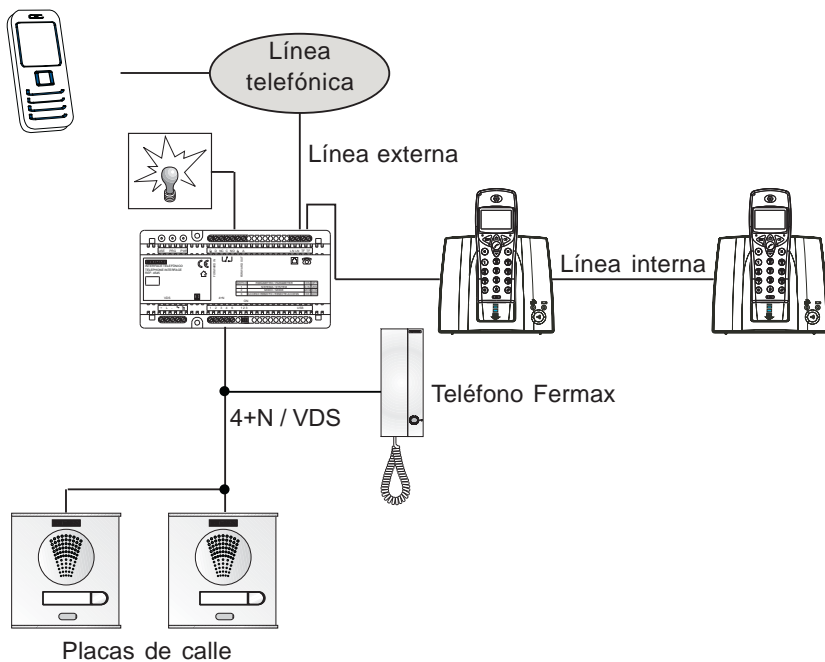 Línea
telefónica
Línea externa
Línea interna
Teléfono Fermax
4+N / VDS
Placas de calle